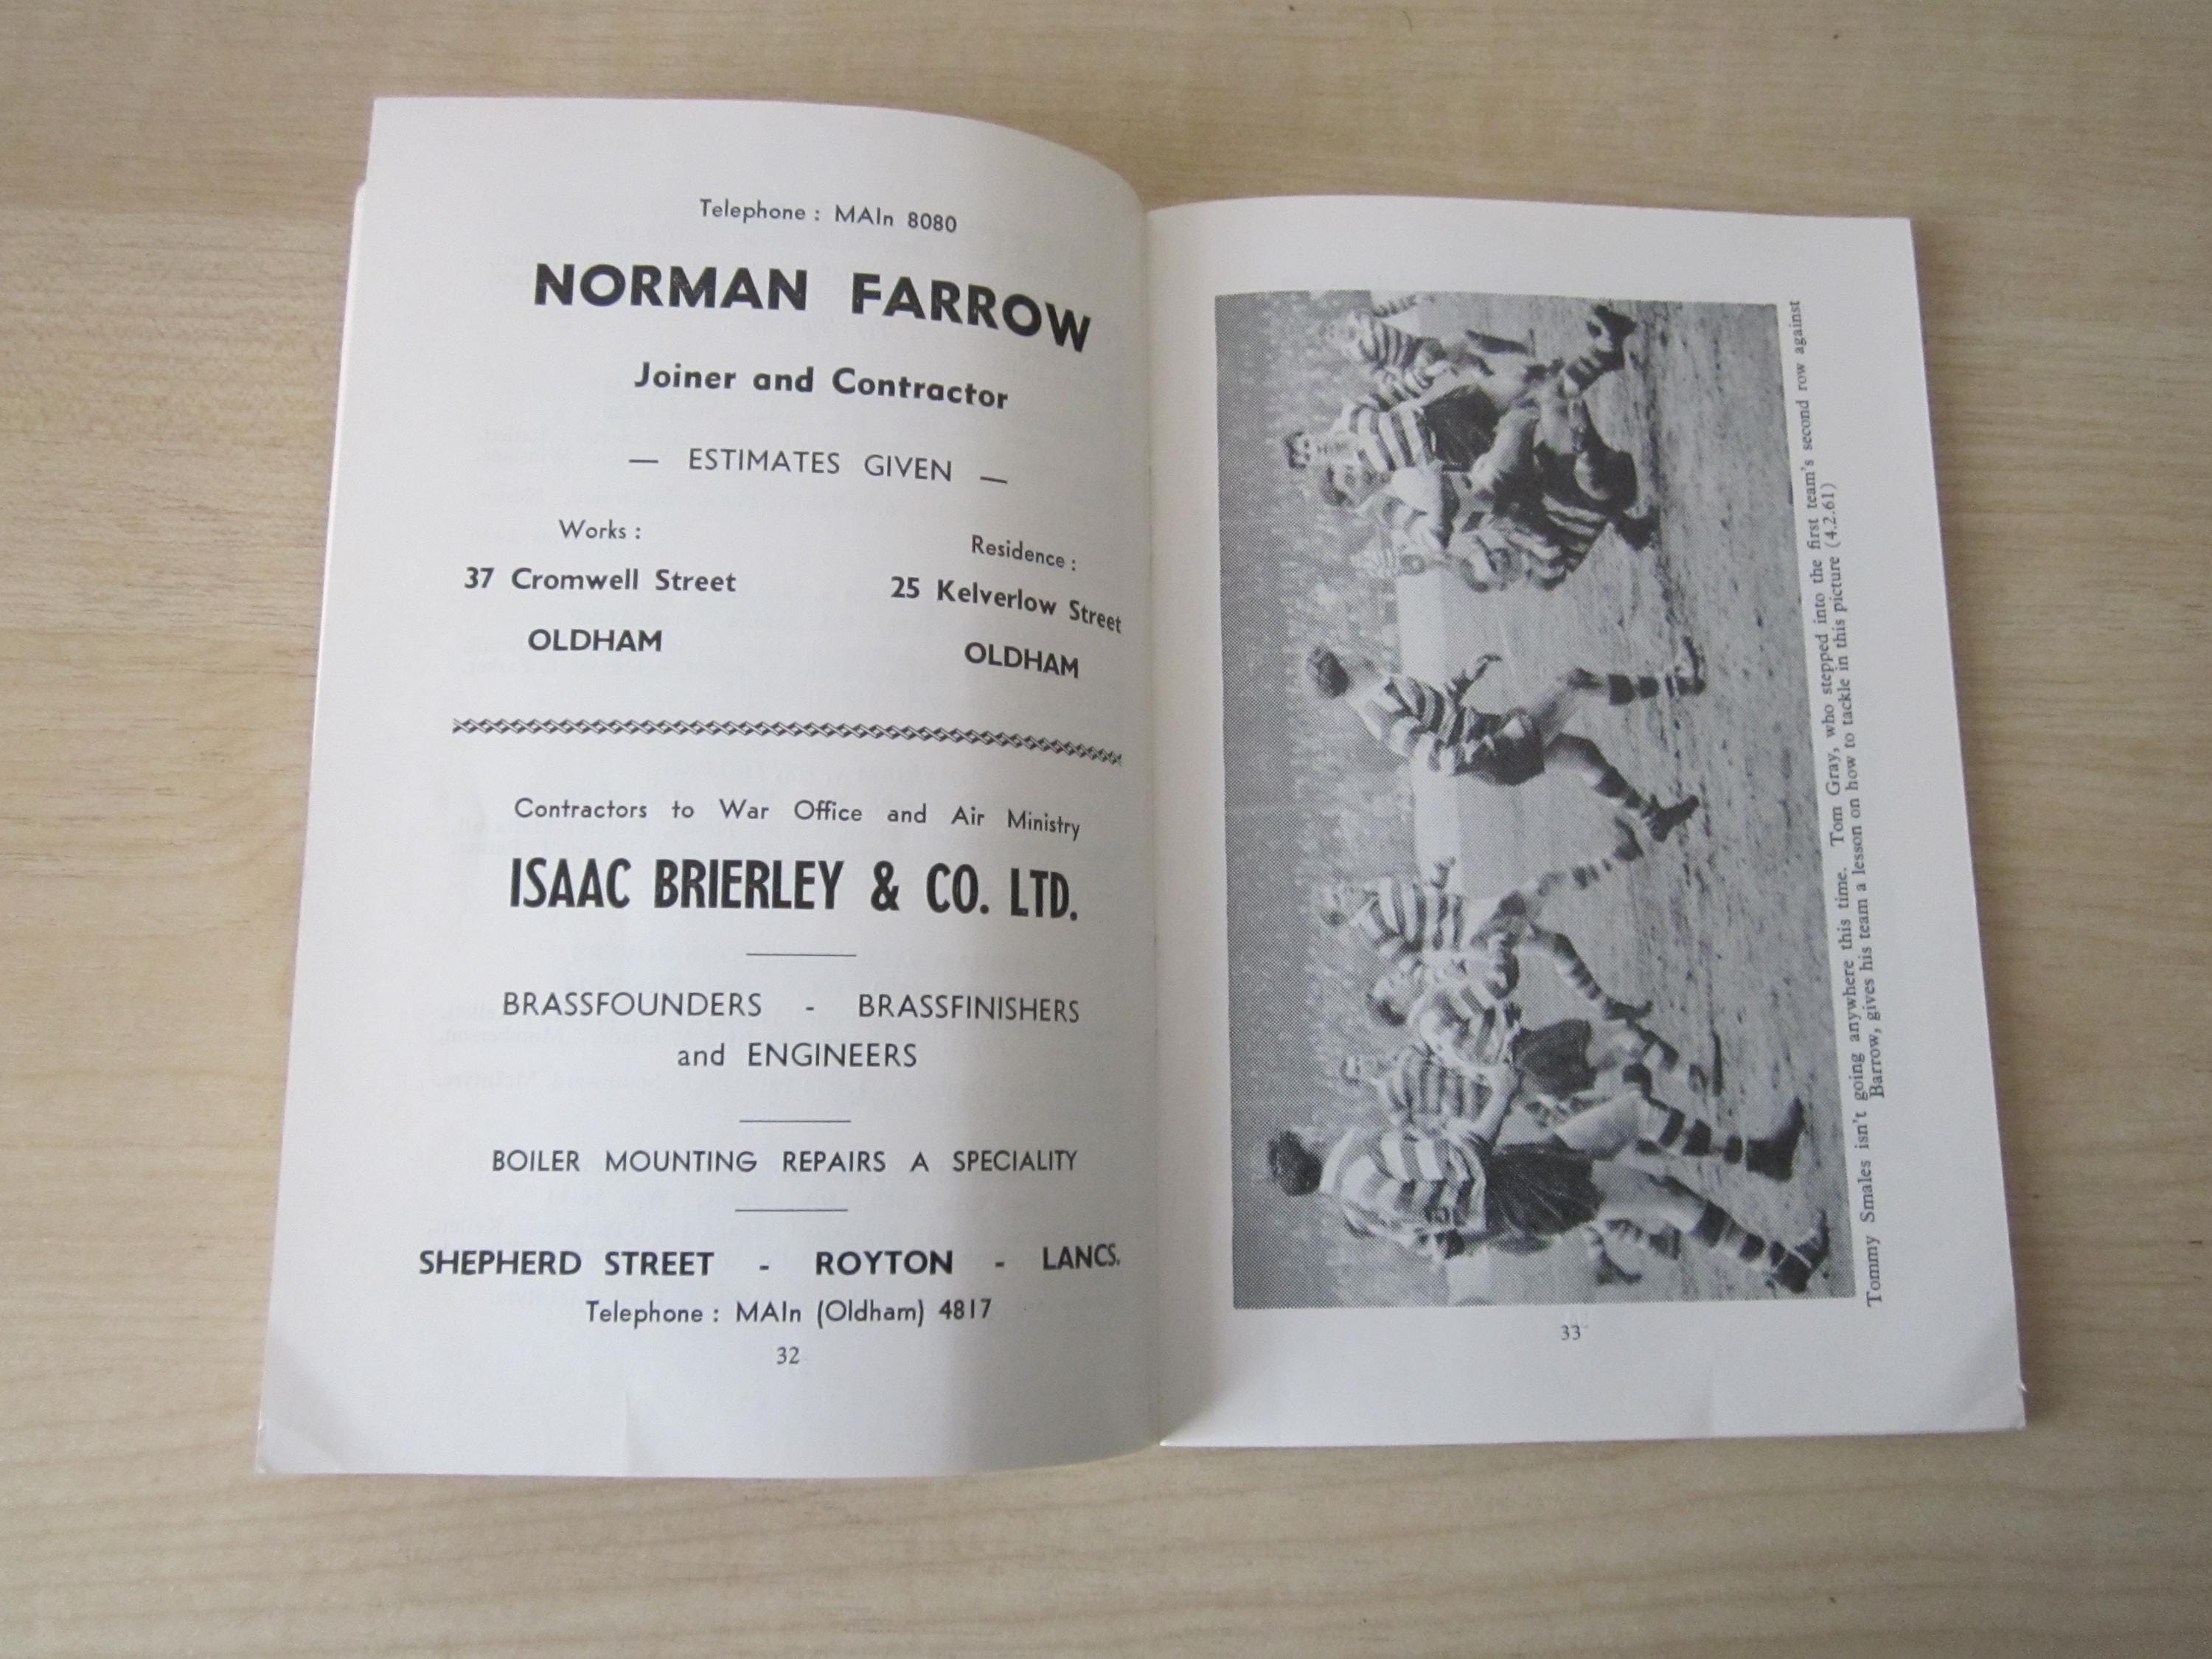 Telephone : MAIn 8080
NORMAN FARROW
Joiner and Contractor
— ESTIMATES GIVEN —
Works :
37 Cromwell Street
OLDHAM
Residence :
25 Kelverlow Street
OLDHAM
Contractors to War Office and Air Ministry
ISAAC BRIERLEY & CO. LTD.
BRASSFOUNDERS - BRASSFINISHERS
and ENGINEERS
BOILER MOUNTING REPAIRS A SPECIALITY
SHEPHERD STREET - ROYTON - LANCS.
Telephone : MAIn (Oldham) 4817
32
Tommy Smales isn't going anywhere this time. Tom Gray, who stepped into the first team's second row against
Barrow, gives his team a lesson on how to tackle in this picture (4.2.61)
33